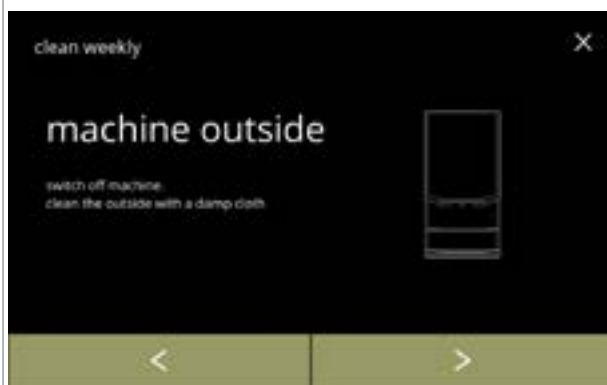 clean weekly
machine outside
switch off machine
clean the outside with a damp cloth